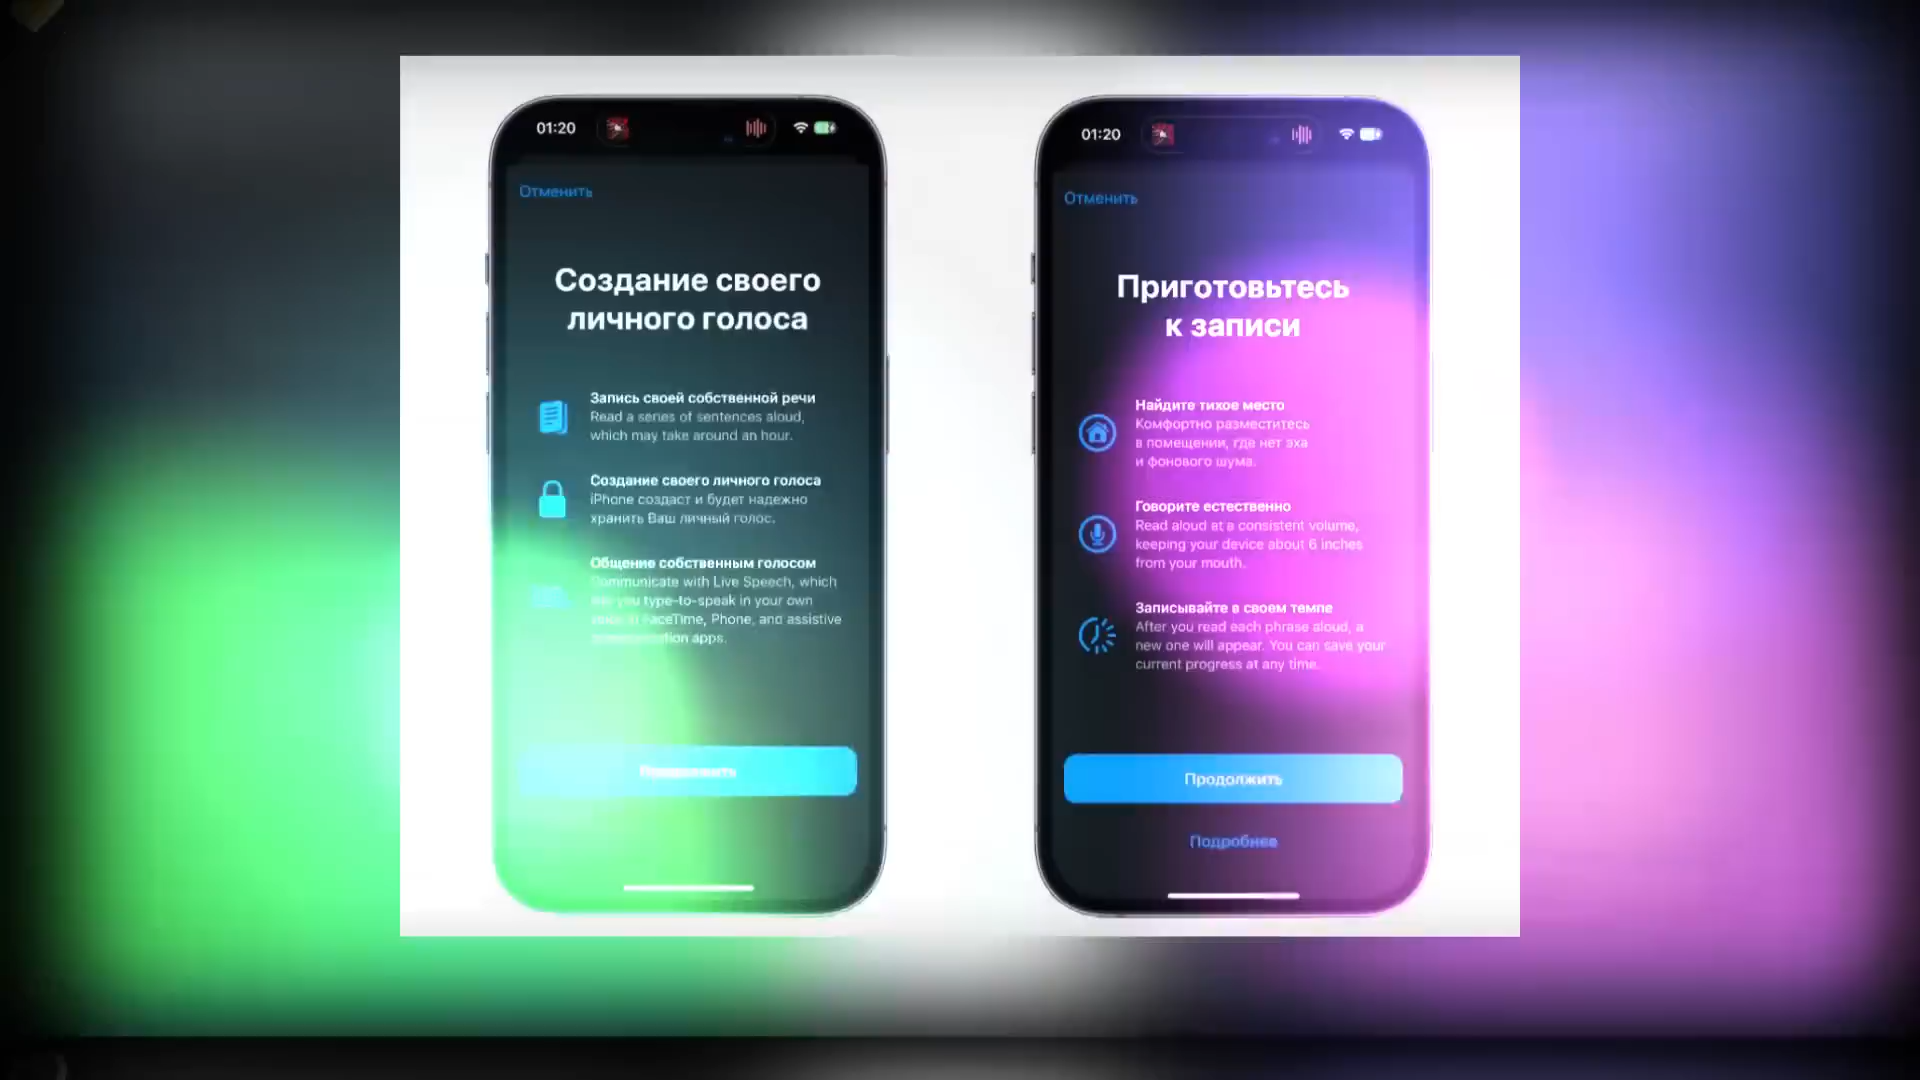 01:20
Отменить
Создание своего
личного голоса
Запись своей собственной речи
Read a series of sentences aloud,
which may take around an hour.
Создание своего личного голоса
iPhone создаст и будет надежно
хранить Ваш личный голос.
Общение собственным голосом
Communicate with Live Speech, which
you type-to-speak in your own
FaceTime, Phone, and assistive
apps.
01:20
Отменить
Приготовьтесь
к записи
Найдите тихое место
Комфортно разместитесь
в помещении, где нет эха
и фонового шума.
Говорите естественно
Read aloud at a consistent volume,
keeping your device about 6 inches
from your mouth.
Записывайте в своем темпе
After you read each phrase aloud, a
new one will appear. You can save your
current progress at any time.
Продолжить
Подробнее